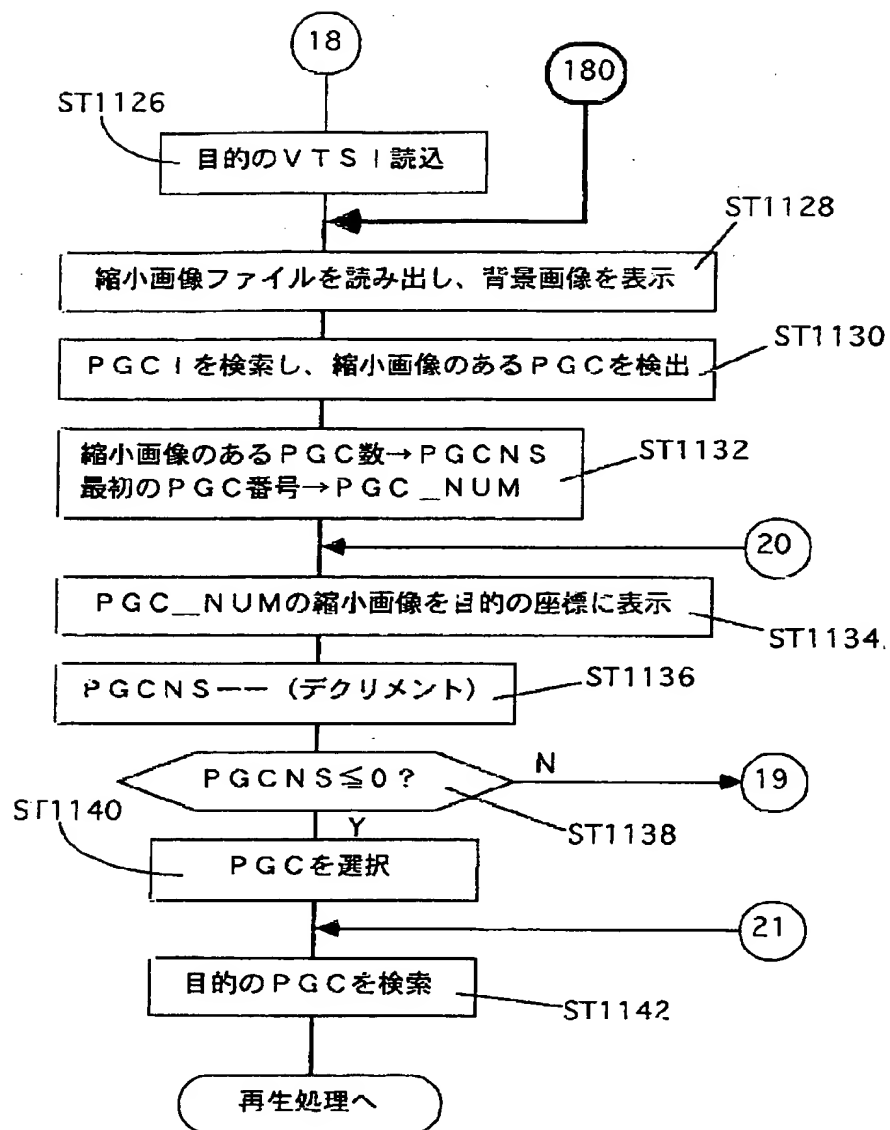 18
180
ST1126
目的のVTSI読込
ST1128
縮小画像ファイルを読み出し、背景画像を表示
ST1130
PGCIを検索し、縮小画像のあるPGCを検出
縮小画像のあるPGC数→PGCNS
最初のPGC番号→PGC_NUM
ST1132
20
PGC_NUMの縮小画像を目的の座標に表示
ST1134
PGCNS−−(デクリメント)
ST1136
PGCNS≦0?
N
19
ST1140
Y
ST1138
PGCを選択
21
目的のPGCを検索
ST1142
再生処理へ